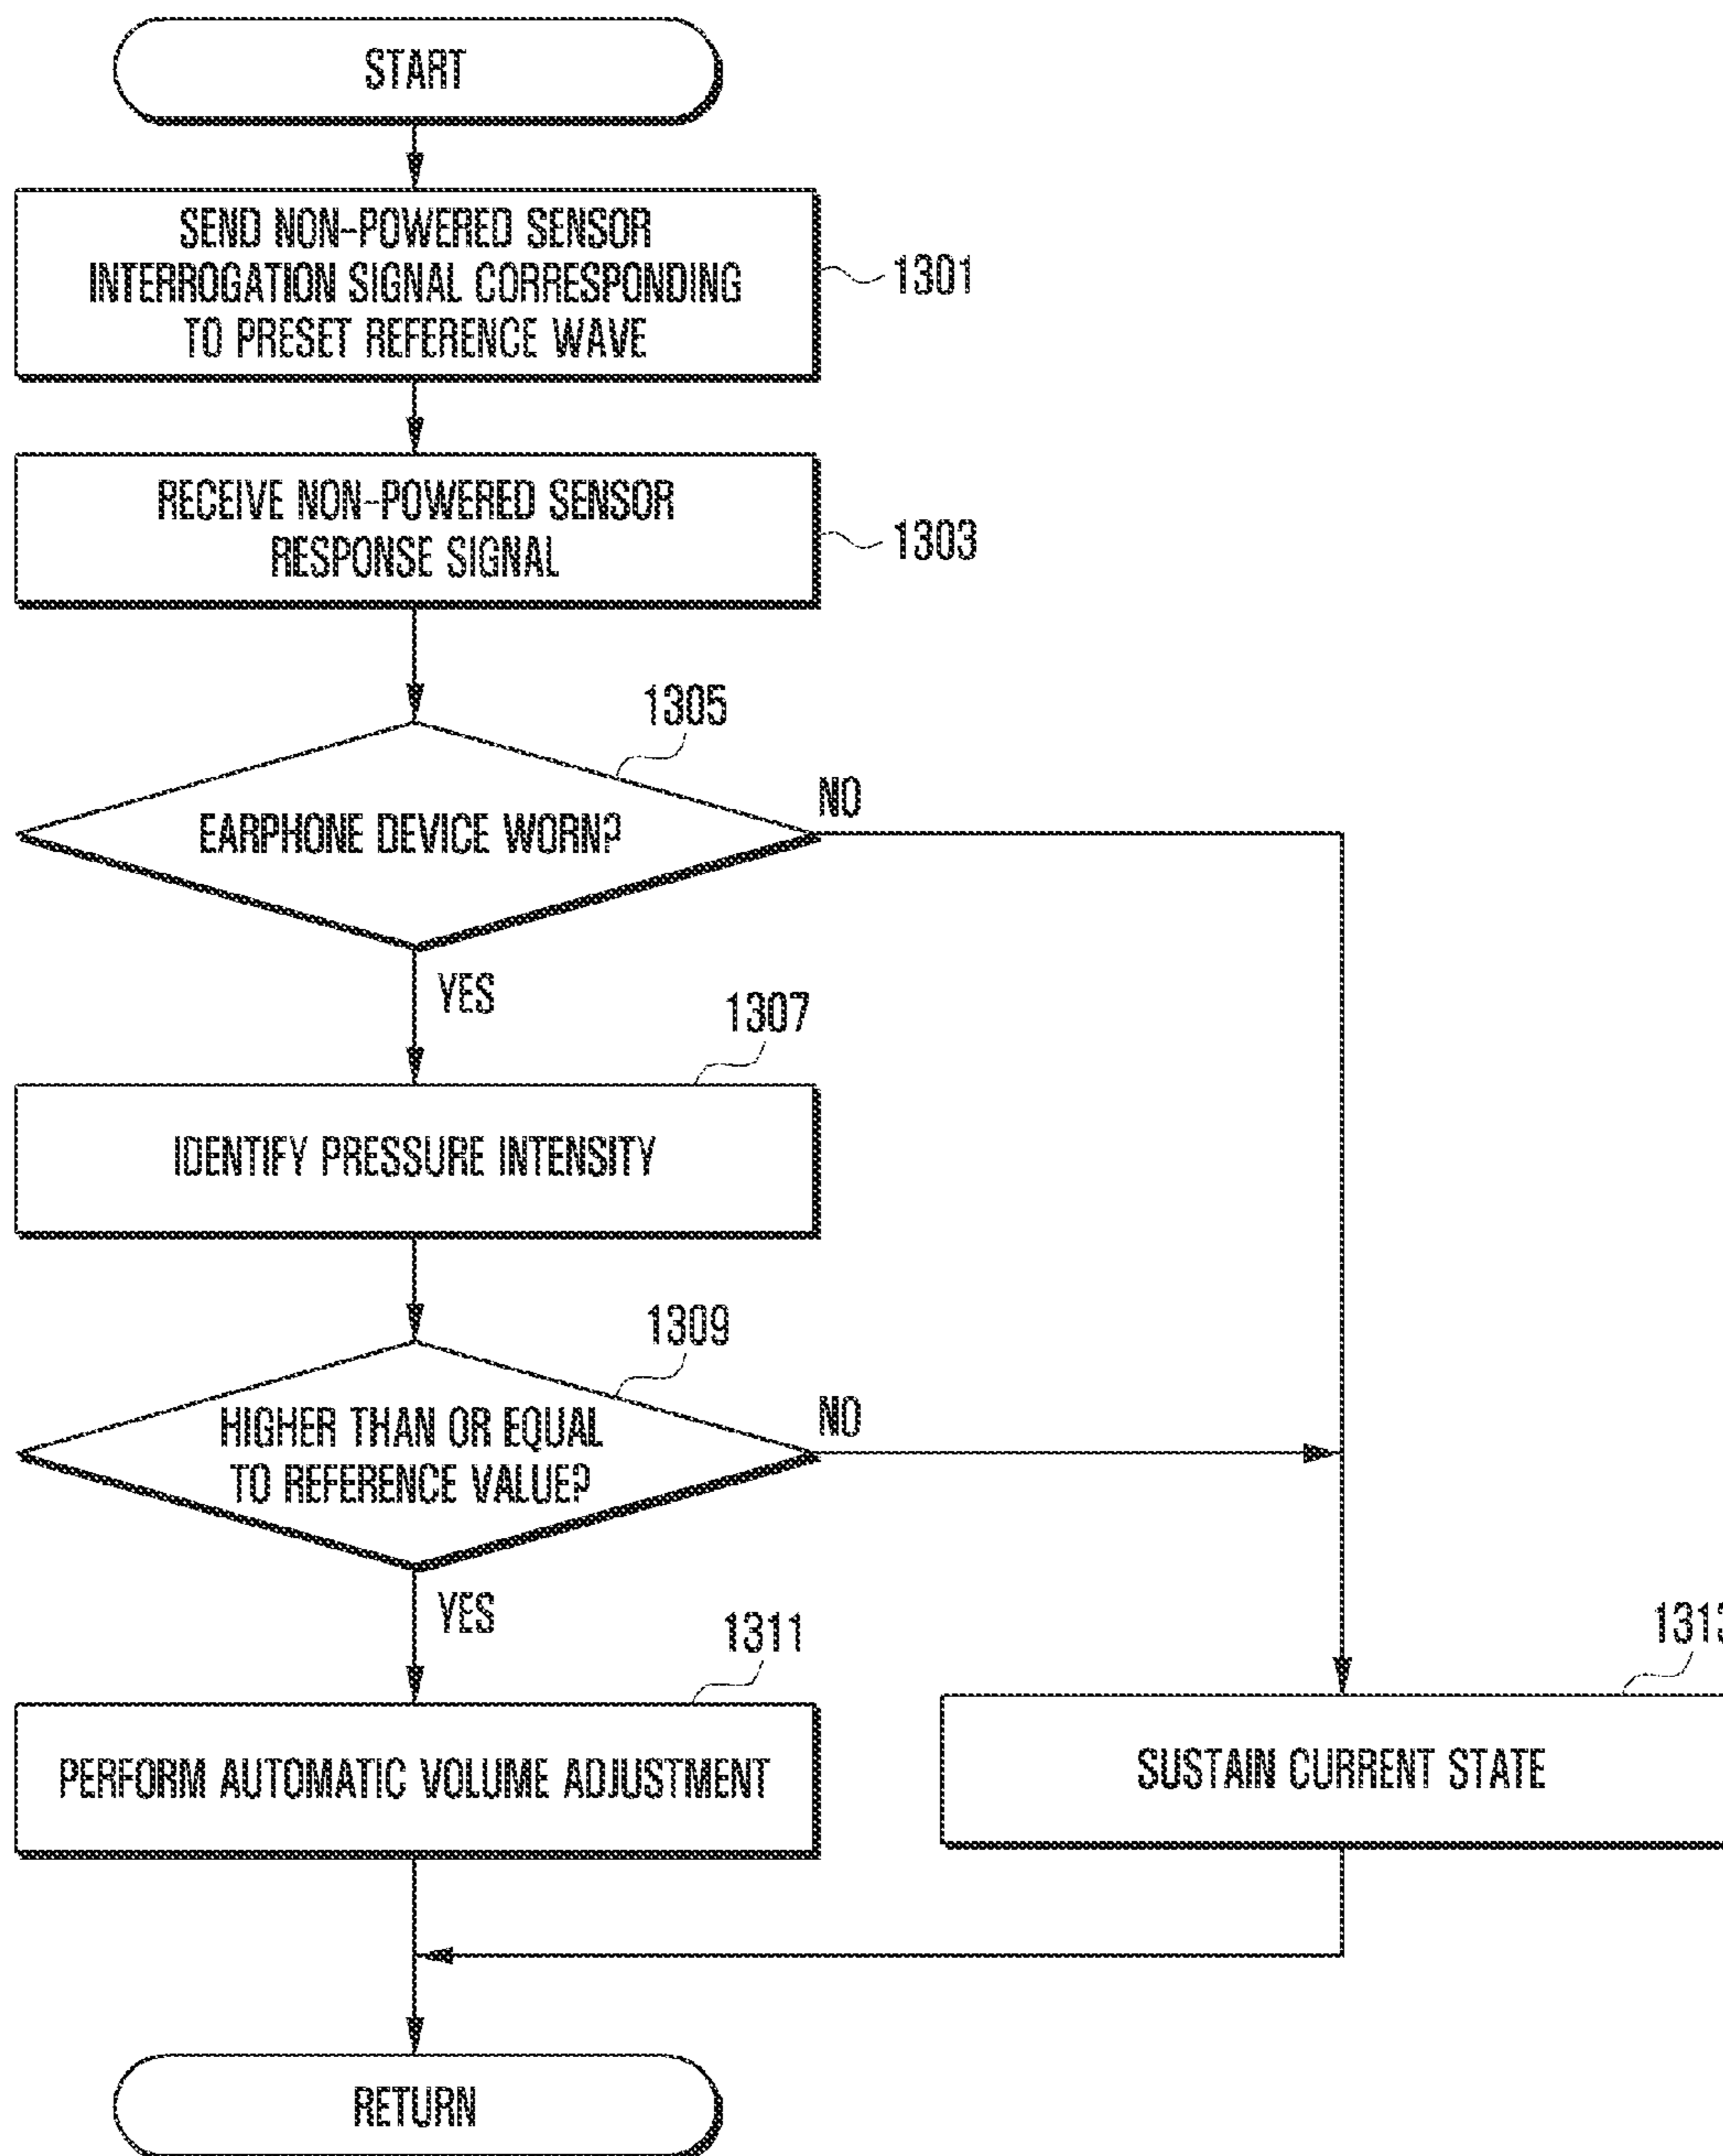 START
SEND NON-POWERED SENSOR
INTERROGATION SIGNAL CORRESPONDING
TO PRESET REFERENCE WAVE
1301
RECEIVE NON-POWERED SENSOR
RESPONSE SIGNAL
1303
1305
EARPHONE DEVICE WORN?
NO
YES
1307
IDENTIFY PRESSURE INTENSITY
1309
HIGHER THAN OR EQUAL
TO REFERENCE VALUE?
NO
YES
1311
PERFORM AUTOMATIC VOLUME ADJUSTMENT
1313
SUSTAIN CURRENT STATE
RETURN